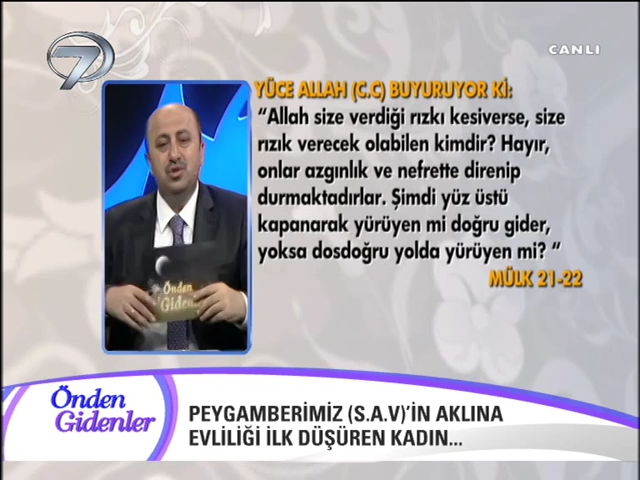 7
CANLI
YÜCE ALLAH (C.C) BUYURUYOR Kİ:
“Allah size verdiği rızkı kesiverse, size
rızık verecek olabilen kimdir? Hayır,
onlar azgınlık ve nefrette direnip
durmaktadırlar. Şimdi yüz üstü
kapanarak yürüyen mi doğru gider,
yoksa dosdoğru yolda yürüyen mi? “
MÜLK 21-22
Önden
Gidenler
Önden
Gidenler
PEYGAMBERİMİZ (S.A.V)’İN AKLINA
EVLİLİĞİ İLK DÜŞÜREN KADIN...